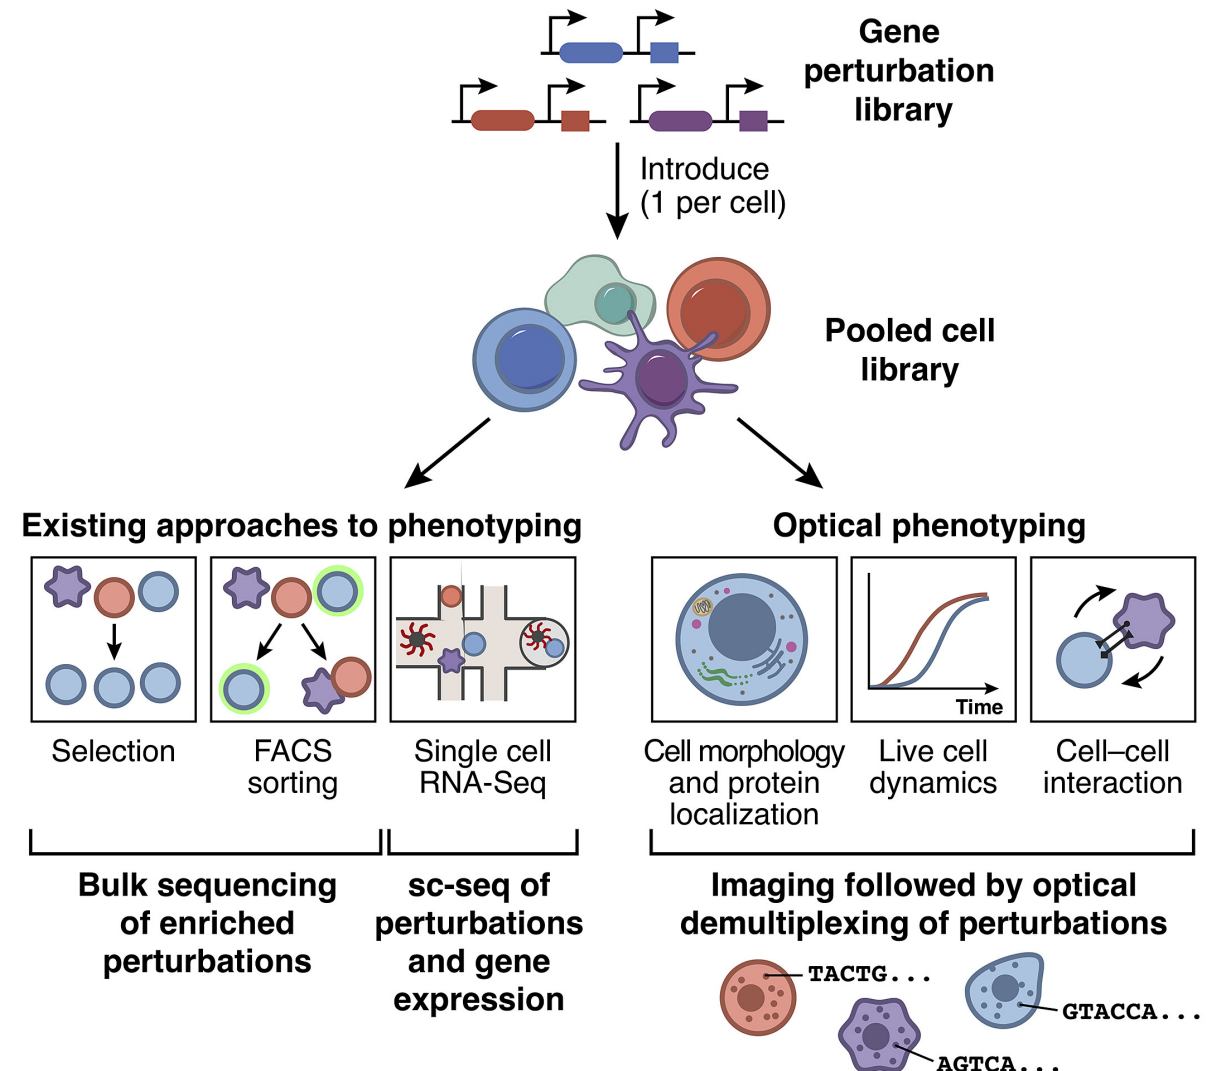 Gene
perturbation
library
Introduce
(1 per cell)
Pooled cell
library
Existing approaches to phenotyping
Selection
FACS
sorting
Single cell
RNA-Seq
Bulk sequencing
of enriched
perturbations
sc-seq of
perturbations
and gene
expression
Optical phenotyping
Time
Cell morphology
and protein
localization
Live cell
dynamics
Cell–cell
interaction
Imaging followed by optical
demultiplexing of perturbations
TACTG...
GTACCA...
AGTCA...